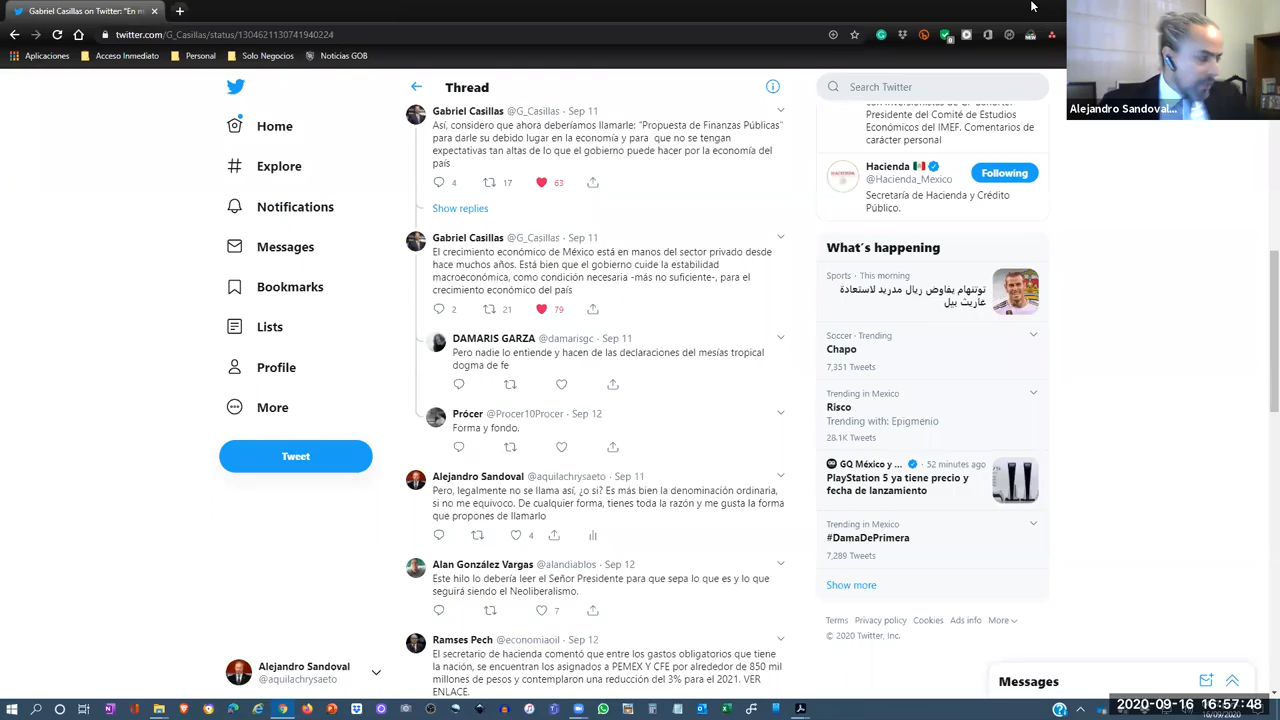 Gabriel Casillas on Twitter: "En m
twitter.com/G_Casillas/status/1304621130741940224
Aplicaciones
Acceso Inmediato
Personal
Solo Negocios
Noticias GOB
Alejandro Sandoval...
Home
Explore
Notifications
Messages
Bookmarks
Lists
Profile
More
Tweet
Alejandro Sandoval
@aquilachrysaeto
Thread
Gabriel Casillas @G_Casillas · Sep 11
Así, considero que ahora deberíamos llamarle: "Propuesta de Finanzas Públicas"
para darle su debido lugar en la economía y para que no se tengan
expectativas tan altas de lo que el gobierno puede hacer por la economía del
país
4 17 63
Show replies
Gabriel Casillas @G_Casillas · Sep 11
El crecimiento económico de México está en manos del sector privado desde
hace muchos años. Está bien que el gobierno cuide la estabilidad
macroeconómica, como condición necesaria -más no suficiente-, para el
crecimiento económico del país
2 21 79
DAMARIS GARZA @damarisgc · Sep 11
Pero nadie lo entiende y hacen de las declaraciones del mesías tropical
dogma de fe
Prócer @Procer10Procer · Sep 12
Forma y fondo.
Alejandro Sandoval @aquilachrysaeto · Sep 11
Pero, legalmente no se llama así, ¿o si? Es más bien la denominación ordinaria,
si no me equivoco. De cualquier forma, tienes toda la razón y me gusta la forma
que propones de llamarlo
4
Alan González Vargas @alandiablos · Sep 12
Este hilo lo debería leer el Señor Presidente para que sepa lo que es y lo que
seguirá siendo el Neoliberalismo.
7
Ramses Pech @economiaoil · Sep 12
El secretario de hacienda comentó que entre los gastos obligatorios que tiene
la nación, se encuentran los asignados a PEMEX Y CFE por alrededor de 850 mil
millones de pesos y contemplaron una reducción del 3% para el 2021. VER
ENLACE.
Search Twitter
Presidente del Comité de Estudios
Económicos del IMEF. Comentarios de
carácter personal
Hacienda
@Hacienda_Mexico
Following
Secretaría de Hacienda y Crédito
Público.
What's happening
Sports · This morning
توتنهام يفاوض ريال مدريد لاستعادة
غاريث بيل
Soccer · Trending
Chapo
7,351 Tweets
Trending in Mexico
Risco
Trending with: Epigmenio
28.1K Tweets
GQ México y ... · 52 minutes ago
PlayStation 5 ya tiene precio y
fecha de lanzamiento
Trending in Mexico
#DamaDePrimera
7,289 Tweets
Show more
Terms Privacy policy Cookies Ads info More
© 2020 Twitter, Inc.
Messages
2020-09-16 16:57:48
16/09/2020